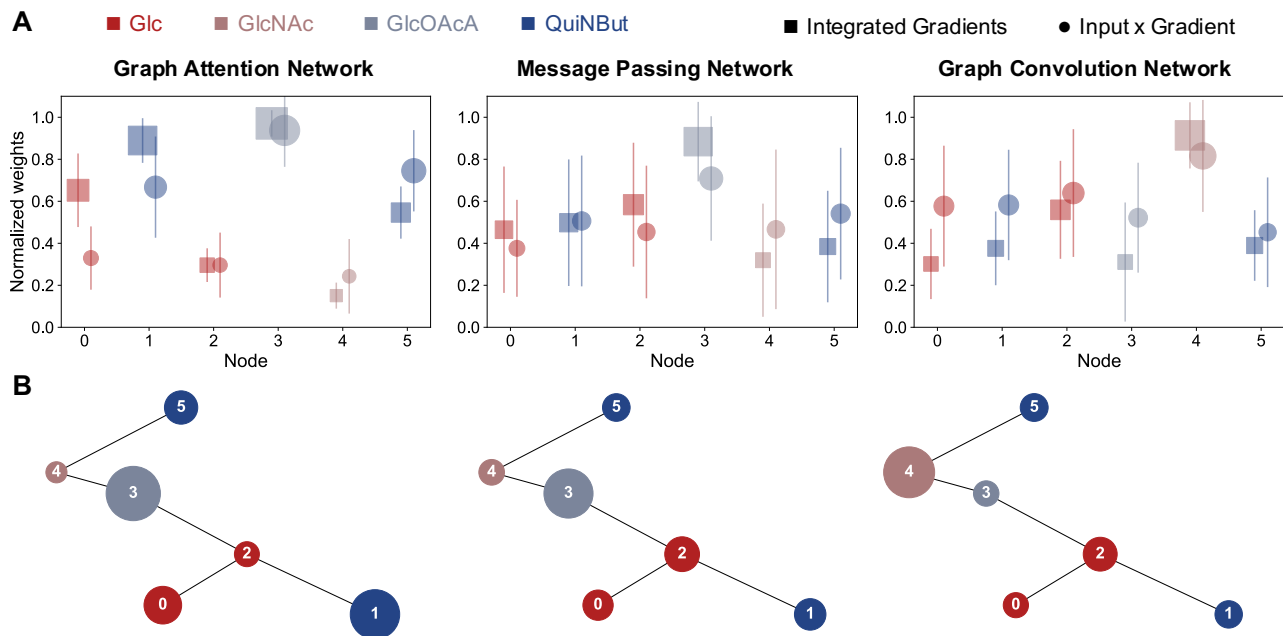 A
Glc GlcNAc GlcOAcA QuiNBut Integrated Gradients Input x Gradient
Graph Attention Network Message Passing Network Graph Convolution Network
Normalized weights
1.0 1.0 1.0
0.8 0.8 0.8
0.6 0.6 0.6
0.4 0.4 0.4
0.2 0.2 0.2
0.0 0.0 0.0
0 1 2 3 4 5 0 1 2 3 4 5 0 1 2 3 4 5
Node Node Node
B
5 5 5
4 4 4
3 3 3
2 2 2
0 0 0
1 1 1